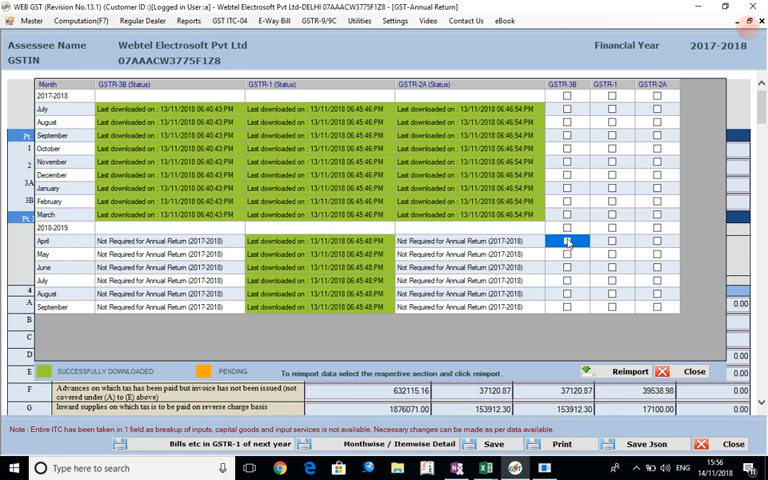 WEB GST (Revision No.13.1) (Customer ID :)[Logged in User :a] - [Webtel Electrosoft Pvt Ltd-DELHI 07AAACW3775F1Z8] - [GST-Annual Return]
Master Computation(F7) Regular Dealer Reports GST ITC-04 E-Way Bill GSTR-9/9C Utilities Settings Video Contact Us eBook
Assessee Name Webtel Electrosoft Pvt Ltd Financial Year 2017-2018
GSTIN 07AAACW3775F1Z8
Month GSTR-3B (Status) GSTR-1 (Status) GSTR-2A (Status) GSTR-3B GSTR-1 GSTR-2A
2017-2018
July Last downloaded on : 13/11/2018 06:40:43:PM Last downloaded on : 13/11/2018 06:45:46:PM Last downloaded on : 13/11/2018 06:46:54:PM
August Last downloaded on : 13/11/2018 06:40:43:PM Last downloaded on : 13/11/2018 06:45:46:PM Last downloaded on : 13/11/2018 06:46:54:PM
Pt. September Last downloaded on : 13/11/2018 06:40:43:PM Last downloaded on : 13/11/2018 06:45:46:PM Last downloaded on : 13/11/2018 06:46:54:PM
1 October Last downloaded on : 13/11/2018 06:40:43:PM Last downloaded on : 13/11/2018 06:45:46:PM Last downloaded on : 13/11/2018 06:46:54:PM
2 November Last downloaded on : 13/11/2018 06:40:43:PM Last downloaded on : 13/11/2018 06:45:46:PM Last downloaded on : 13/11/2018 06:46:54:PM
December Last downloaded on : 13/11/2018 06:40:43:PM Last downloaded on : 13/11/2018 06:45:46:PM Last downloaded on : 13/11/2018 06:46:54:PM
3A January Last downloaded on : 13/11/2018 06:40:43:PM Last downloaded on : 13/11/2018 06:45:46:PM Last downloaded on : 13/11/2018 06:46:54:PM
3B February Last downloaded on : 13/11/2018 06:40:43:PM Last downloaded on : 13/11/2018 06:45:46:PM Last downloaded on : 13/11/2018 06:46:54:PM
Pt. March Last downloaded on : 13/11/2018 06:40:43:PM Last downloaded on : 13/11/2018 06:45:46:PM Last downloaded on : 13/11/2018 06:46:54:PM
2018-2019
April Not Required for Annual Return (2017-2018) Last downloaded on : 13/11/2018 06:45:48:PM Not Required for Annual Return (2017-2018)
May Not Required for Annual Return (2017-2018) Last downloaded on : 13/11/2018 06:45:48:PM Not Required for Annual Return (2017-2018)
June Not Required for Annual Return (2017-2018) Last downloaded on : 13/11/2018 06:45:48:PM Not Required for Annual Return (2017-2018)
July Not Required for Annual Return (2017-2018) Last downloaded on : 13/11/2018 06:45:48:PM Not Required for Annual Return (2017-2018)
4 August Not Required for Annual Return (2017-2018) Last downloaded on : 13/11/2018 06:45:48:PM Not Required for Annual Return (2017-2018)
A September Not Required for Annual Return (2017-2018) Last downloaded on : 13/11/2018 06:45:48:PM Not Required for Annual Return (2017-2018) 0.00
B
C
D 0.00
E SUCCESSFULLY DOWNLOADED PENDING To reimport data select the respective section and click reimport. Reimport Close 0.00
F Advances on which tax has been paid but invoice has not been issued (not covered under (A) to (E) above) 632115.16 37120.87 37120.87 39538.98 0.00
G Inward supplies on which tax is to be paid on reverse charge basis 1876071.00 153912.30 153912.30 17100.00 0.00
Note : Entire ITC has been taken in 1 field as breakup of inputs, capital goods and input services is not available. Necessary changes can be made as per data available.
Bills etc in GSTR-1 of next year Monthwise / Itemwise Detail Save Print Save Json Close
Type here to search ENG 15:56
14/11/2018